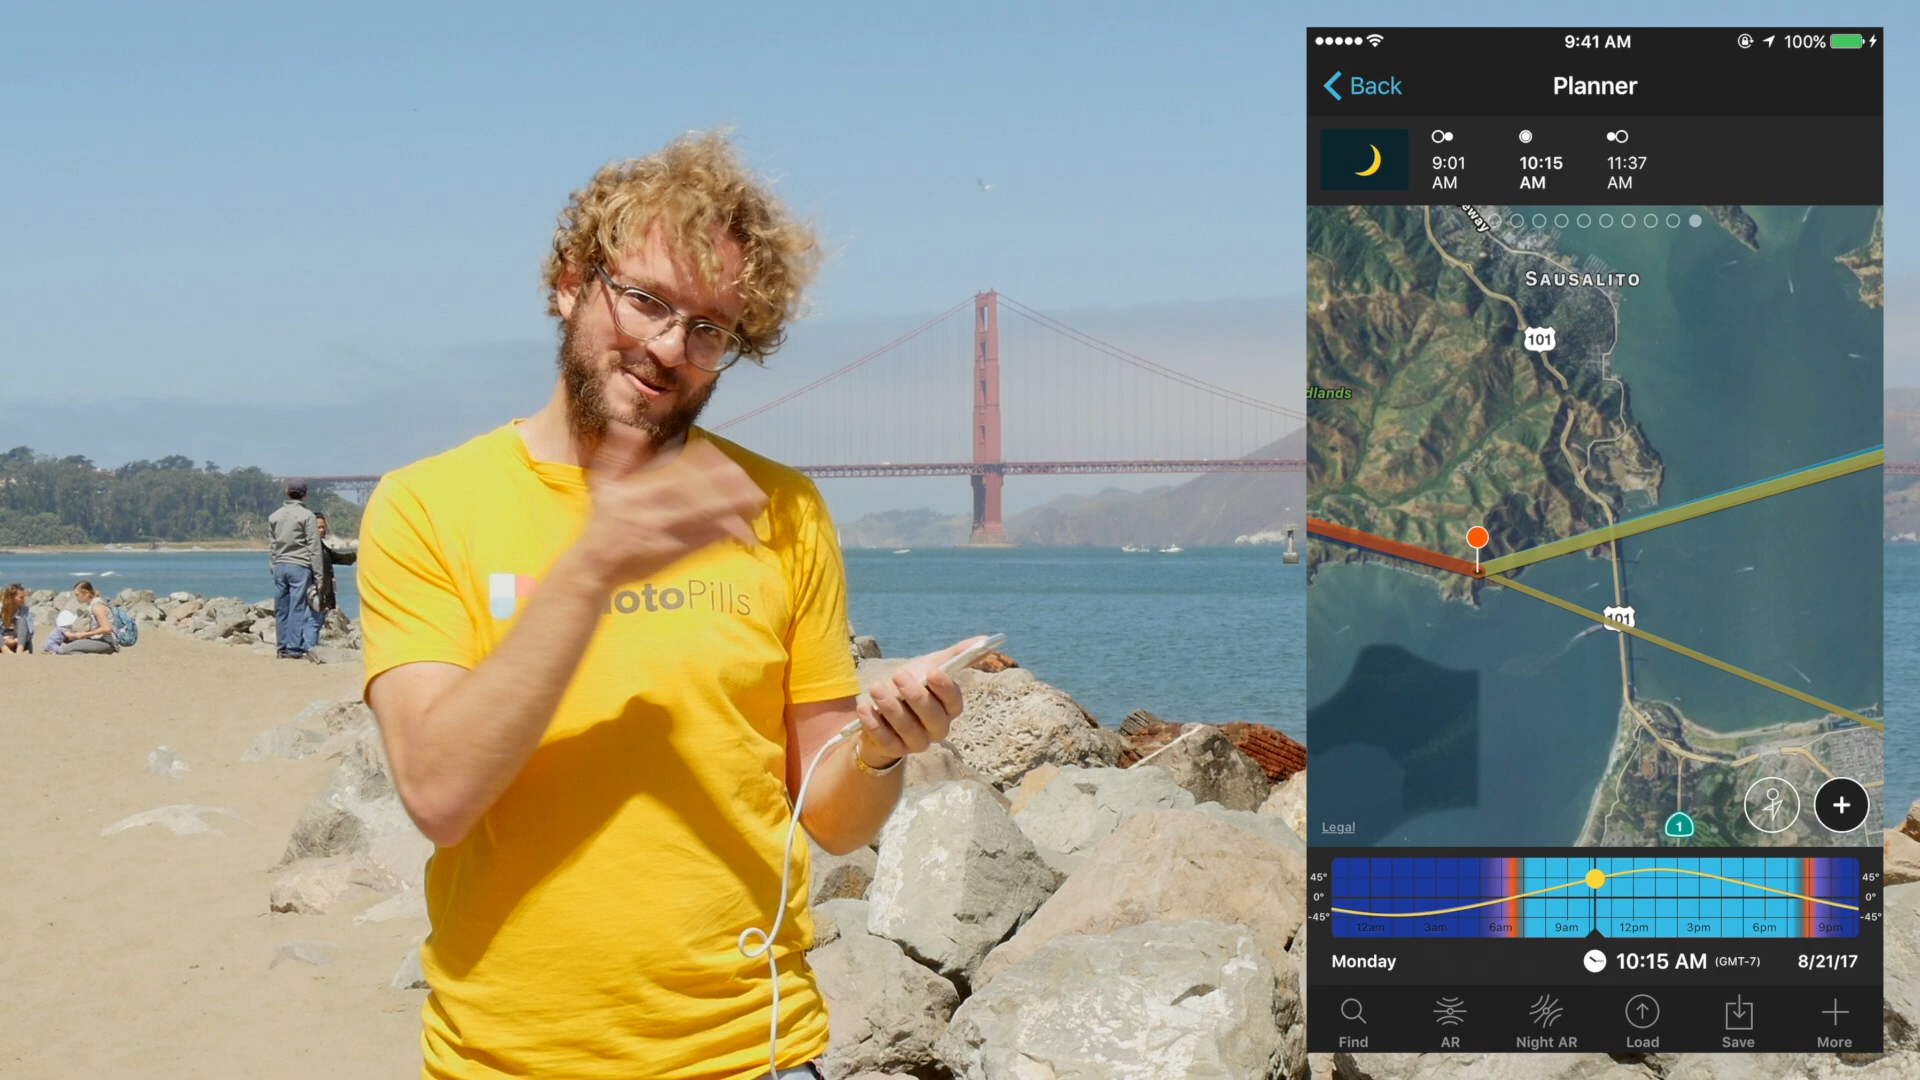 otoPills
9:41 AM
100%
Back
Planner
9:01
AM
10:15
AM
11:37
AM
eway
SAUSALITO
101
dlands
101
1
Legal
45°
0°
-45°
45°
0°
-45°
12am 3am 6am 9am 12pm 3pm 6pm 9pm
Monday
10:15 AM (GMT-7)
8/21/17
Find
AR
Night AR
Load
Save
More